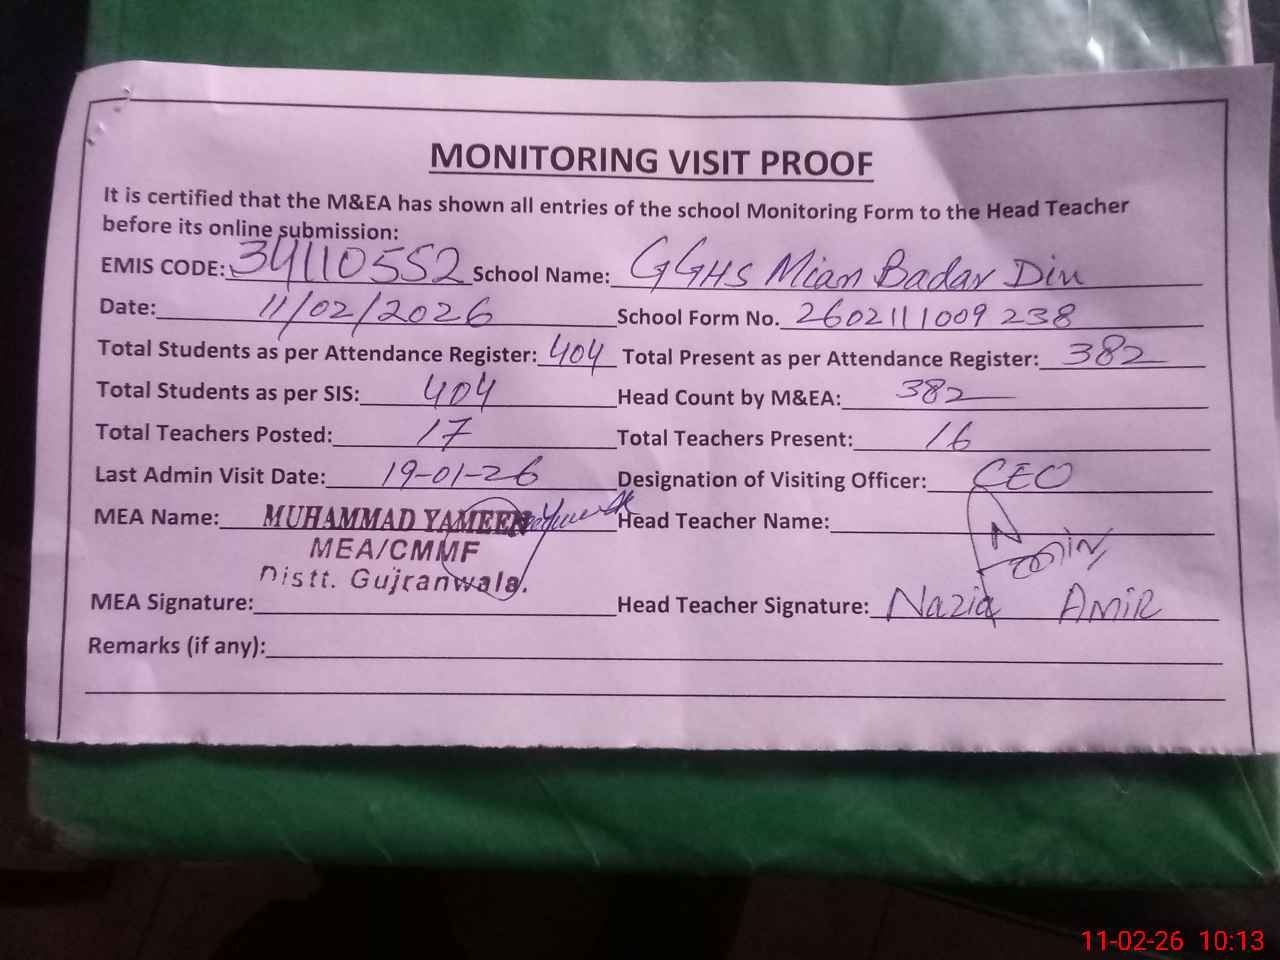 MONITORING VISIT PROOF
It is certified that the M&EA has shown all entries of the school Monitoring Form to the Head Teacher
before its online submission:
EMIS CODE: 34110552 School Name: GGHS Mian Badar Din
Date: 11/02/2026 School Form No. 2602111009238
Total Students as per Attendance Register: 404 Total Present as per Attendance Register: 382
Total Students as per SIS: 404 Head Count by M&EA: 382
Total Teachers Posted: 17 Total Teachers Present: 16
Last Admin Visit Date: 19-01-26 Designation of Visiting Officer: CEO
MEA Name: MUHAMMAD YAMEEN Head Teacher Name:
MEA/CMMF
Distt. Gujranwala.
MEA Signature: Head Teacher Signature: Nazia Amir
Remarks (if any):
11-02-26 10:13